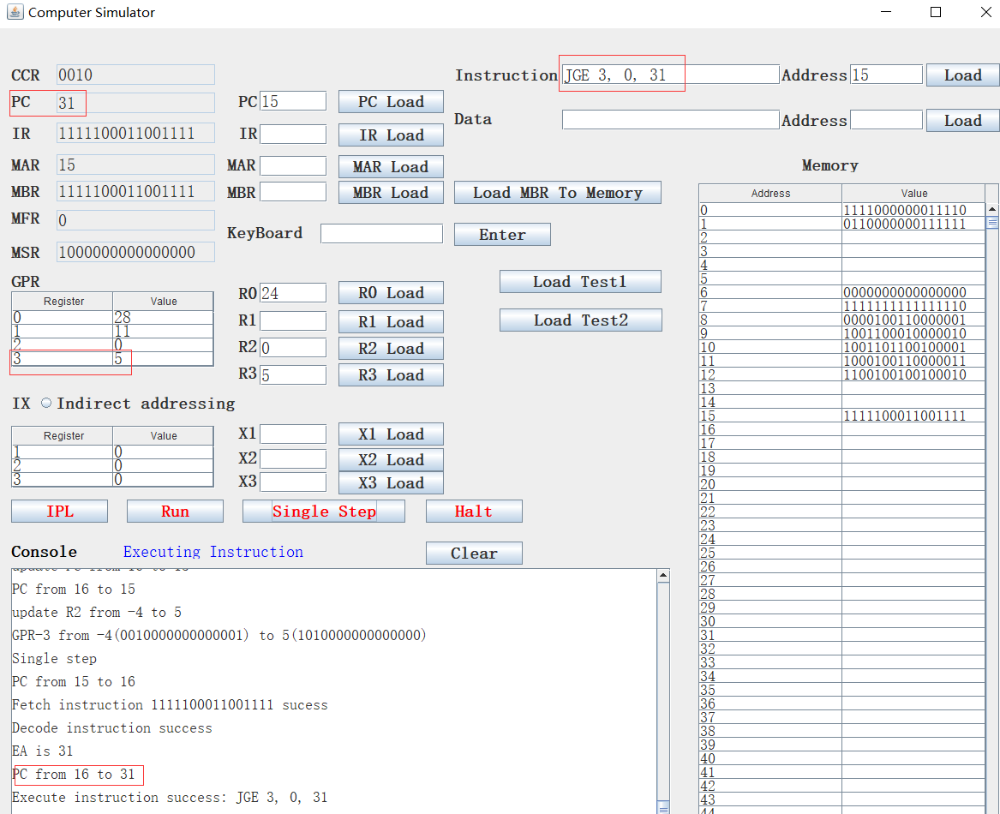 Computer Simulator
CCR 0010 Instruction JGE 3, 0, 31 Address 15 Load
PC 31 PC 15 PC Load
Data Address Load
IR 1111100011001111 IR IR Load
MAR 15 MAR MAR Load
Memory
MBR 1111100011001111 MBR MBR Load Load MBR To Memory
MFR 0
KeyBoard Enter
MSR 1000000000000000
GPR
Register Value
0 28
1 11
2 0
3 5
R0 24 R0 Load
R1 R1 Load
R2 0 R2 Load
R3 5 R3 Load
Load Test1
Load Test2
IX Indirect addressing
Register Value
1 0
2 0
3 0
X1 X1 Load
X2 X2 Load
X3 X3 Load
IPL Run Single Step Halt
Console Executing Instruction Clear
PC from 16 to 15
update R2 from -4 to 5
GPR-3 from -4(0010000000000001) to 5(1010000000000000)
Single step
PC from 15 to 16
Fetch instruction 1111100011001111 sucess
Decode instruction success
EA is 31
PC from 16 to 31
Execute instruction success: JGE 3, 0, 31
Address Value
0 1111000000011110
1 0110000000111111
2
3
4
5
6 0000000000000000
7 1111111111111110
8 0000100110000001
9 1001100010000010
10 1001101100100001
11 1000100110000011
12 1100100100100010
13
14
15 1111100011001111
16
17
18
19
20
21
22
23
24
25
26
27
28
29
30
31
32
33
34
35
36
37
38
39
40
41
42
43